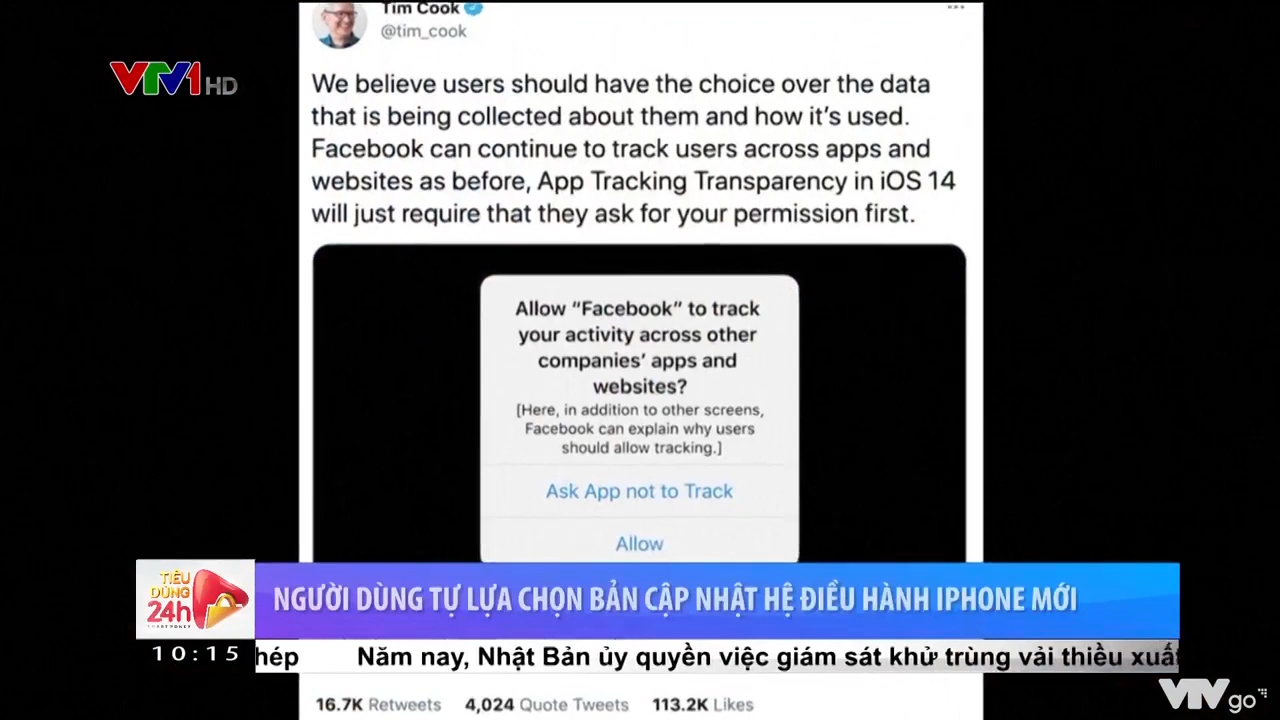 Tim Cook
@tim_cook
VTV1 HD
We believe users should have the choice over the data
that is being collected about them and how it's used.
Facebook can continue to track users across apps and
websites as before, App Tracking Transparency in iOS 14
will just require that they ask for your permission first.
Allow "Facebook" to track
your activity across other
companies' apps and
websites?
[Here, in addition to other screens,
Facebook can explain why users
should allow tracking.]
Ask App not to Track
Allow
TIÊU
DÙNG
24h
NGƯỜI DÙNG TỰ LỰA CHỌN BẢN CẬP NHẬT HỆ ĐIỀU HÀNH IPHONE MỚI
10:15
hép Năm nay, Nhật Bản ủy quyền việc giám sát khử trùng vải thiều xuất
16.7K Retweets 4,024 Quote Tweets 113.2K Likes
VTVgo